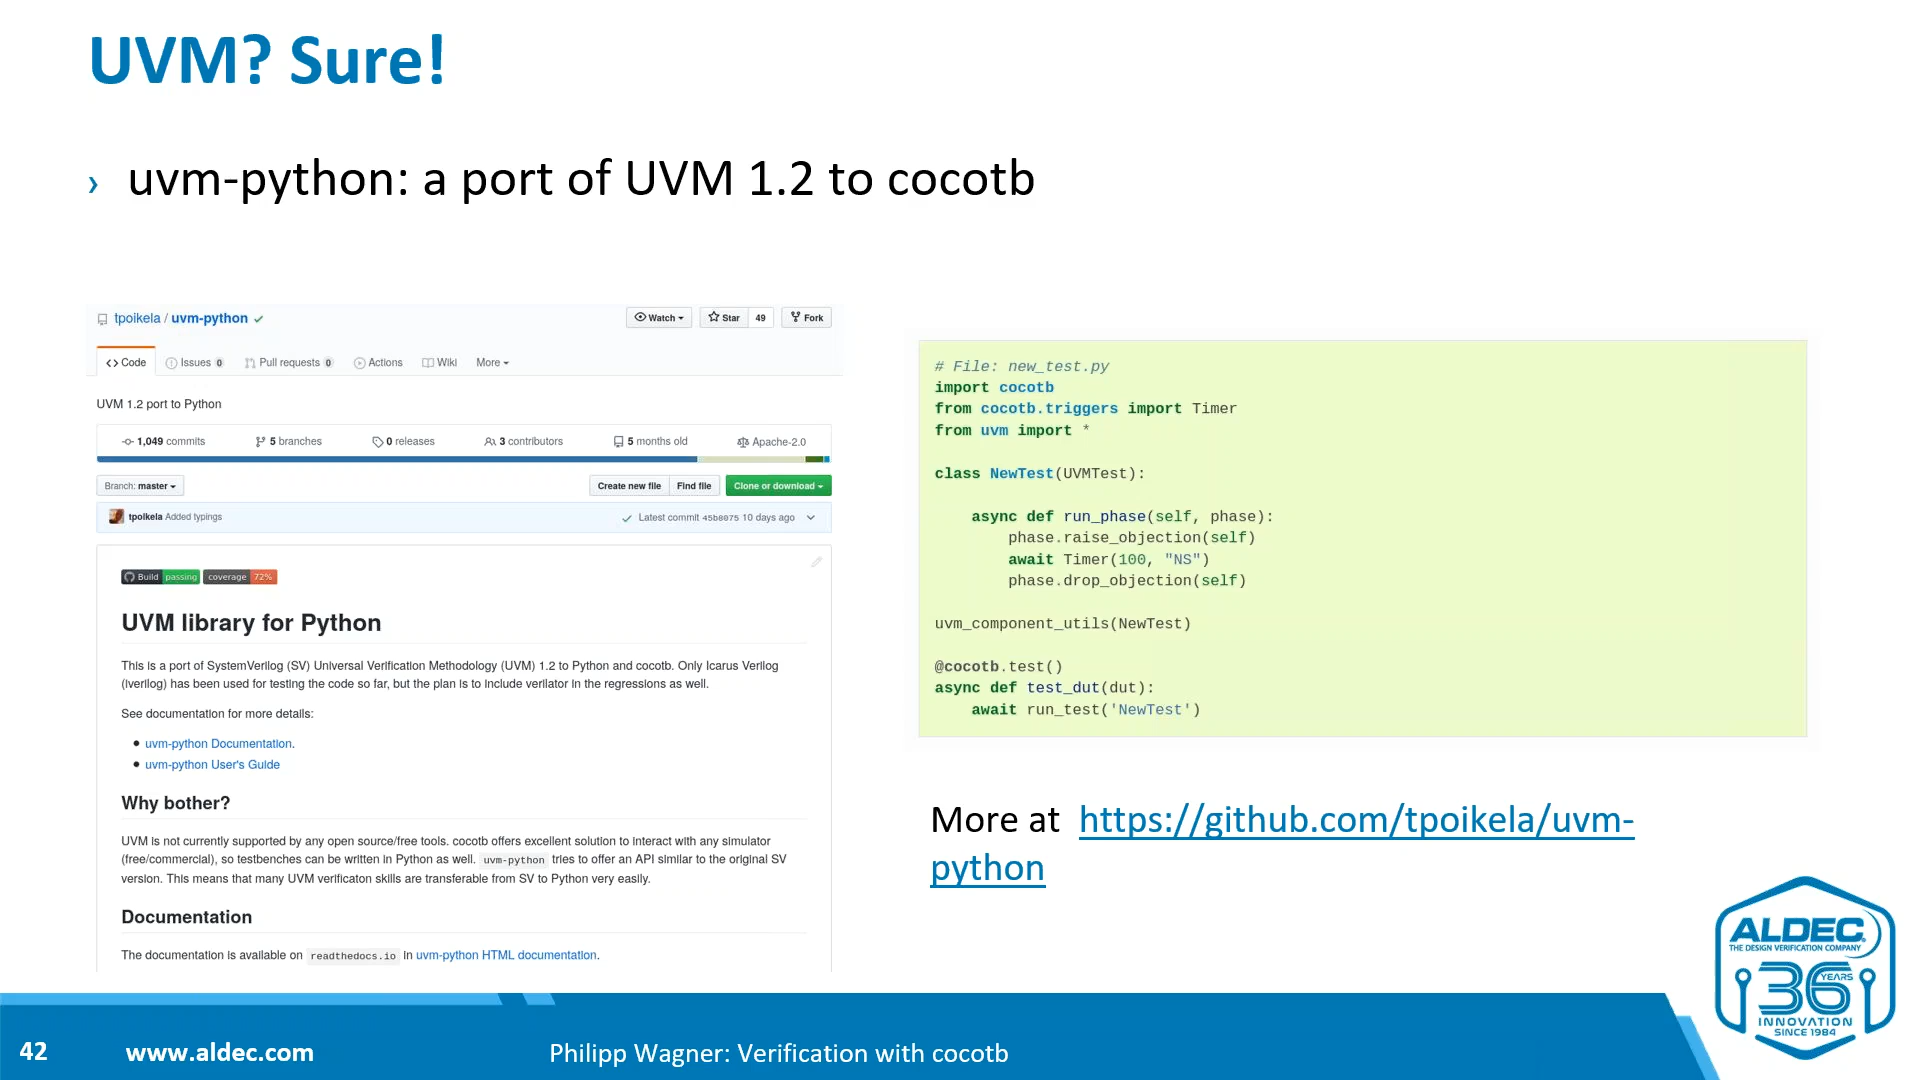 UVM? Sure!
› uvm-python: a port of UVM 1.2 to cocotb
tpoikela / uvm-python
Watch
Star 49
Fork
Code
Issues 0
Pull requests 0
Actions
Wiki
More
UVM 1.2 port to Python
1,049 commits
5 branches
0 releases
3 contributors
5 months old
Apache-2.0
Branch: master
Create new file
Find file
Clone or download
tpoikela Added typings
Latest commit 45b8075 10 days ago
Build passing coverage 72%
UVM library for Python
This is a port of SystemVerilog (SV) Universal Verification Methodology (UVM) 1.2 to Python and cocotb. Only Icarus Verilog
(iverilog) has been used for testing the code so far, but the plan is to include verilator in the regressions as well.
See documentation for more details:
• uvm-python Documentation.
• uvm-python User's Guide
Why bother?
UVM is not currently supported by any open source/free tools. cocotb offers excellent solution to interact with any simulator
(free/commercial), so testbenches can be written in Python as well. uvm-python tries to offer an API similar to the original SV
version. This means that many UVM verificaton skills are transferable from SV to Python very easily.
Documentation
The documentation is available on readthedocs.io in uvm-python HTML documentation.
# File: new_test.py
import cocotb
from cocotb.triggers import Timer
from uvm import *
class NewTest(UVMTest):
    async def run_phase(self, phase):
        phase.raise_objection(self)
        await Timer(100, "NS")
        phase.drop_objection(self)
uvm_component_utils(NewTest)
@cocotb.test()
async def test_dut(dut):
    await run_test('NewTest')
More at https://github.com/tpoikela/uvm-
python
ALDEC
THE DESIGN VERIFICATION COMPANY
36 YEARS
INNOVATION
SINCE 1984
42
www.aldec.com
Philipp Wagner: Verification with cocotb